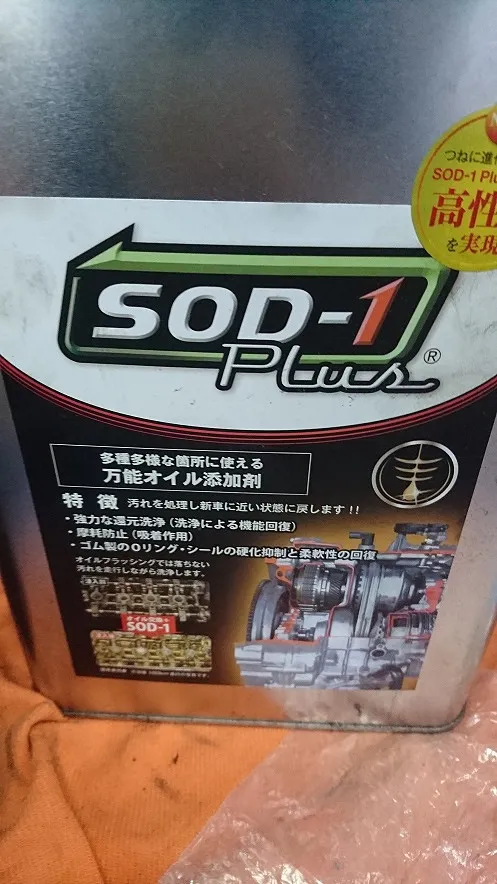 つねに進
SOD-1 Plu
高性
を実現
SOD-1
Plus®
多種多様な箇所に使える
万能オイル添加剤
特 徴 汚れを処理し新車に近い状態に戻します!!
・強力な還元洗浄(洗浄による機能回復)
・摩耗防止(吸着作用)
・ゴム製のOリング・シールの硬化抑制と柔軟性の回復
オイルフラッシングでは落ちない
汚れを走行しながら洗浄します。
オイル交換+
SOD-1